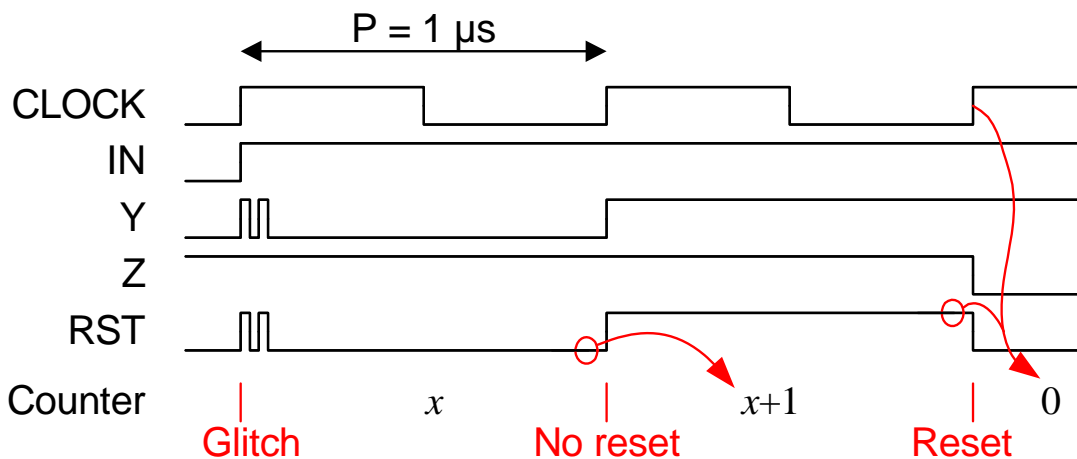 P = 1 µs
CLOCK
IN
Y
Z
RST
Counter x x+1 0
Glitch No reset Reset